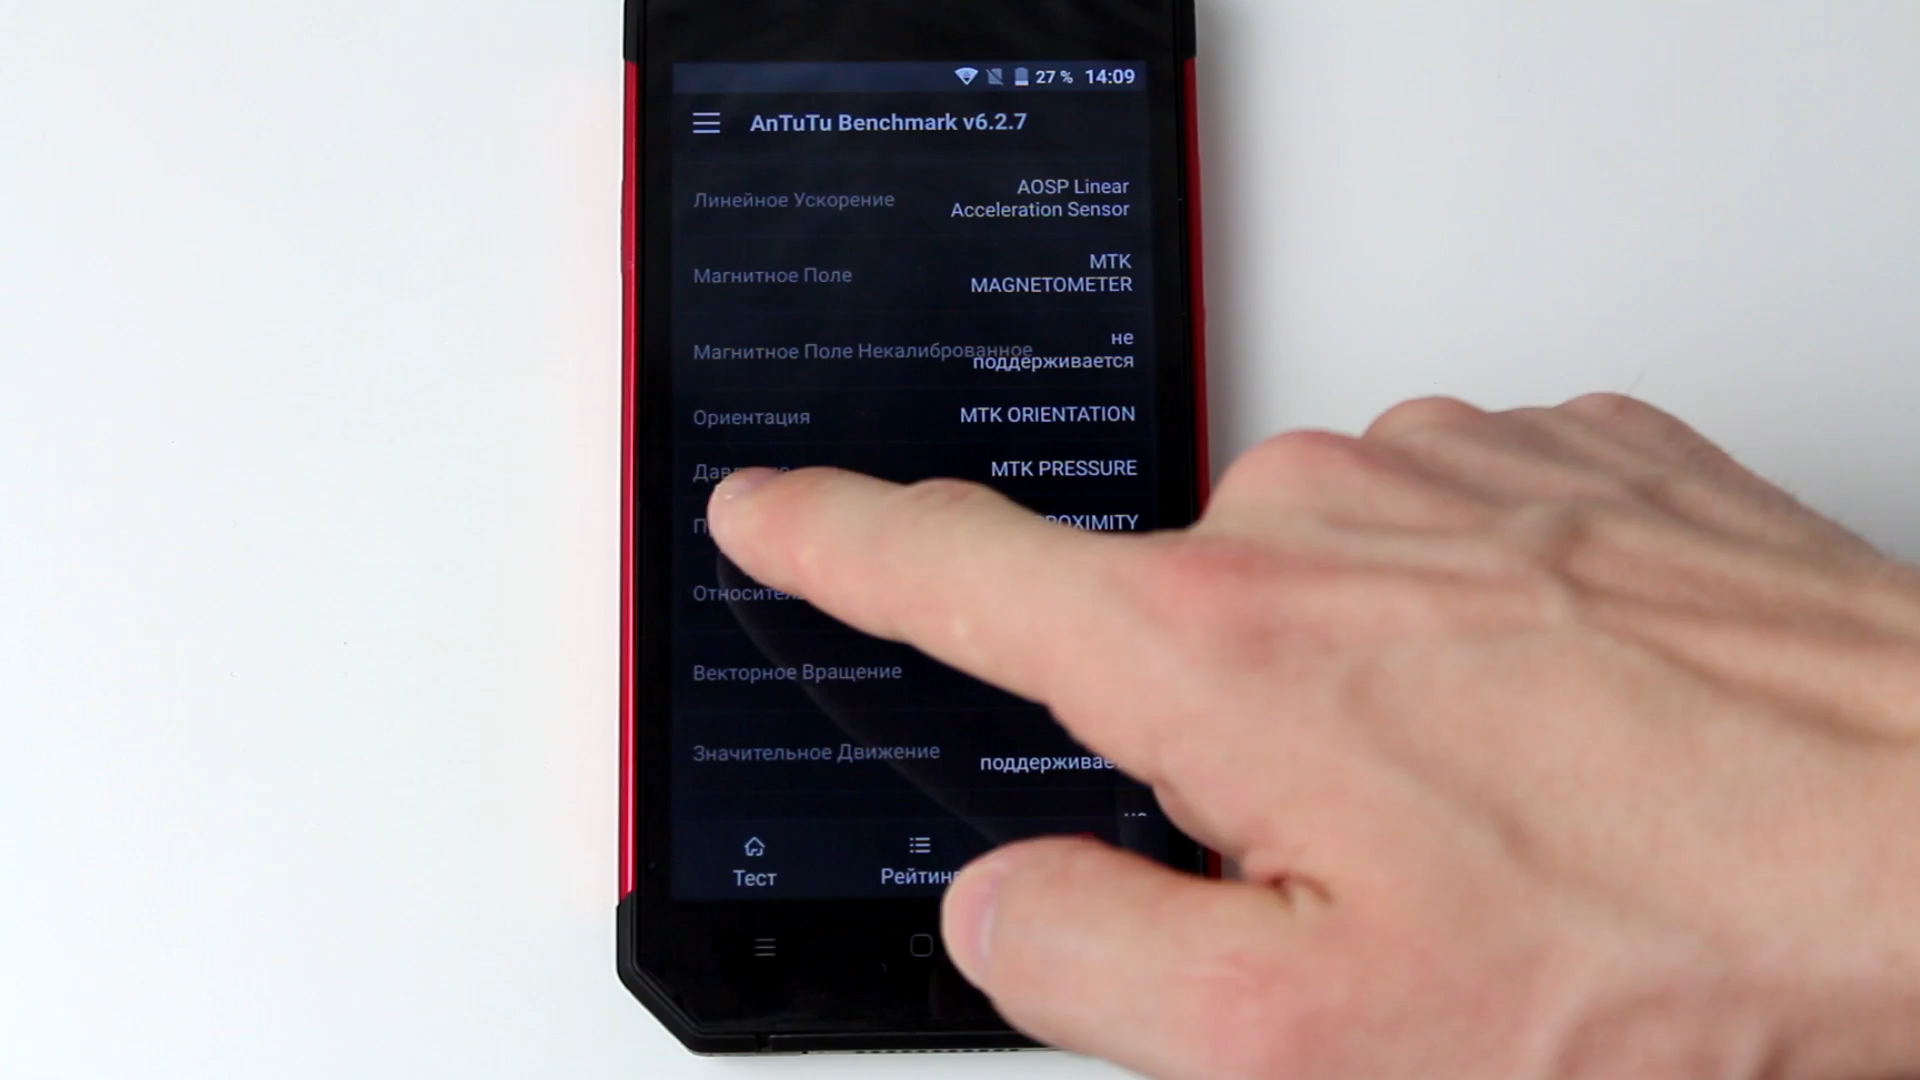 27 % 14:09
AnTuTu Benchmark v6.2.7
Линейное Ускорение
AOSP Linear
Acceleration Sensor
Магнитное Поле
MTK
MAGNETOMETER
Магнитное Поле Некалиброванное
не
поддерживается
Ориентация
MTK ORIENTATION
MTK PRESSURE
Векторное Вращение
Значительное Движение
Тест